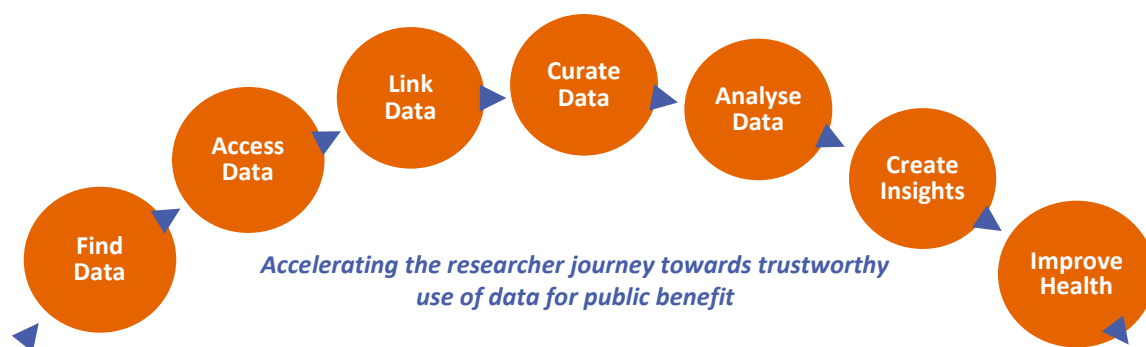 Find
Data
Access
Data
Link
Data
Curate
Data
Analyse
Data
Create
Insights
Improve
Health
Accelerating the researcher journey towards trustworthy
use of data for public benefit